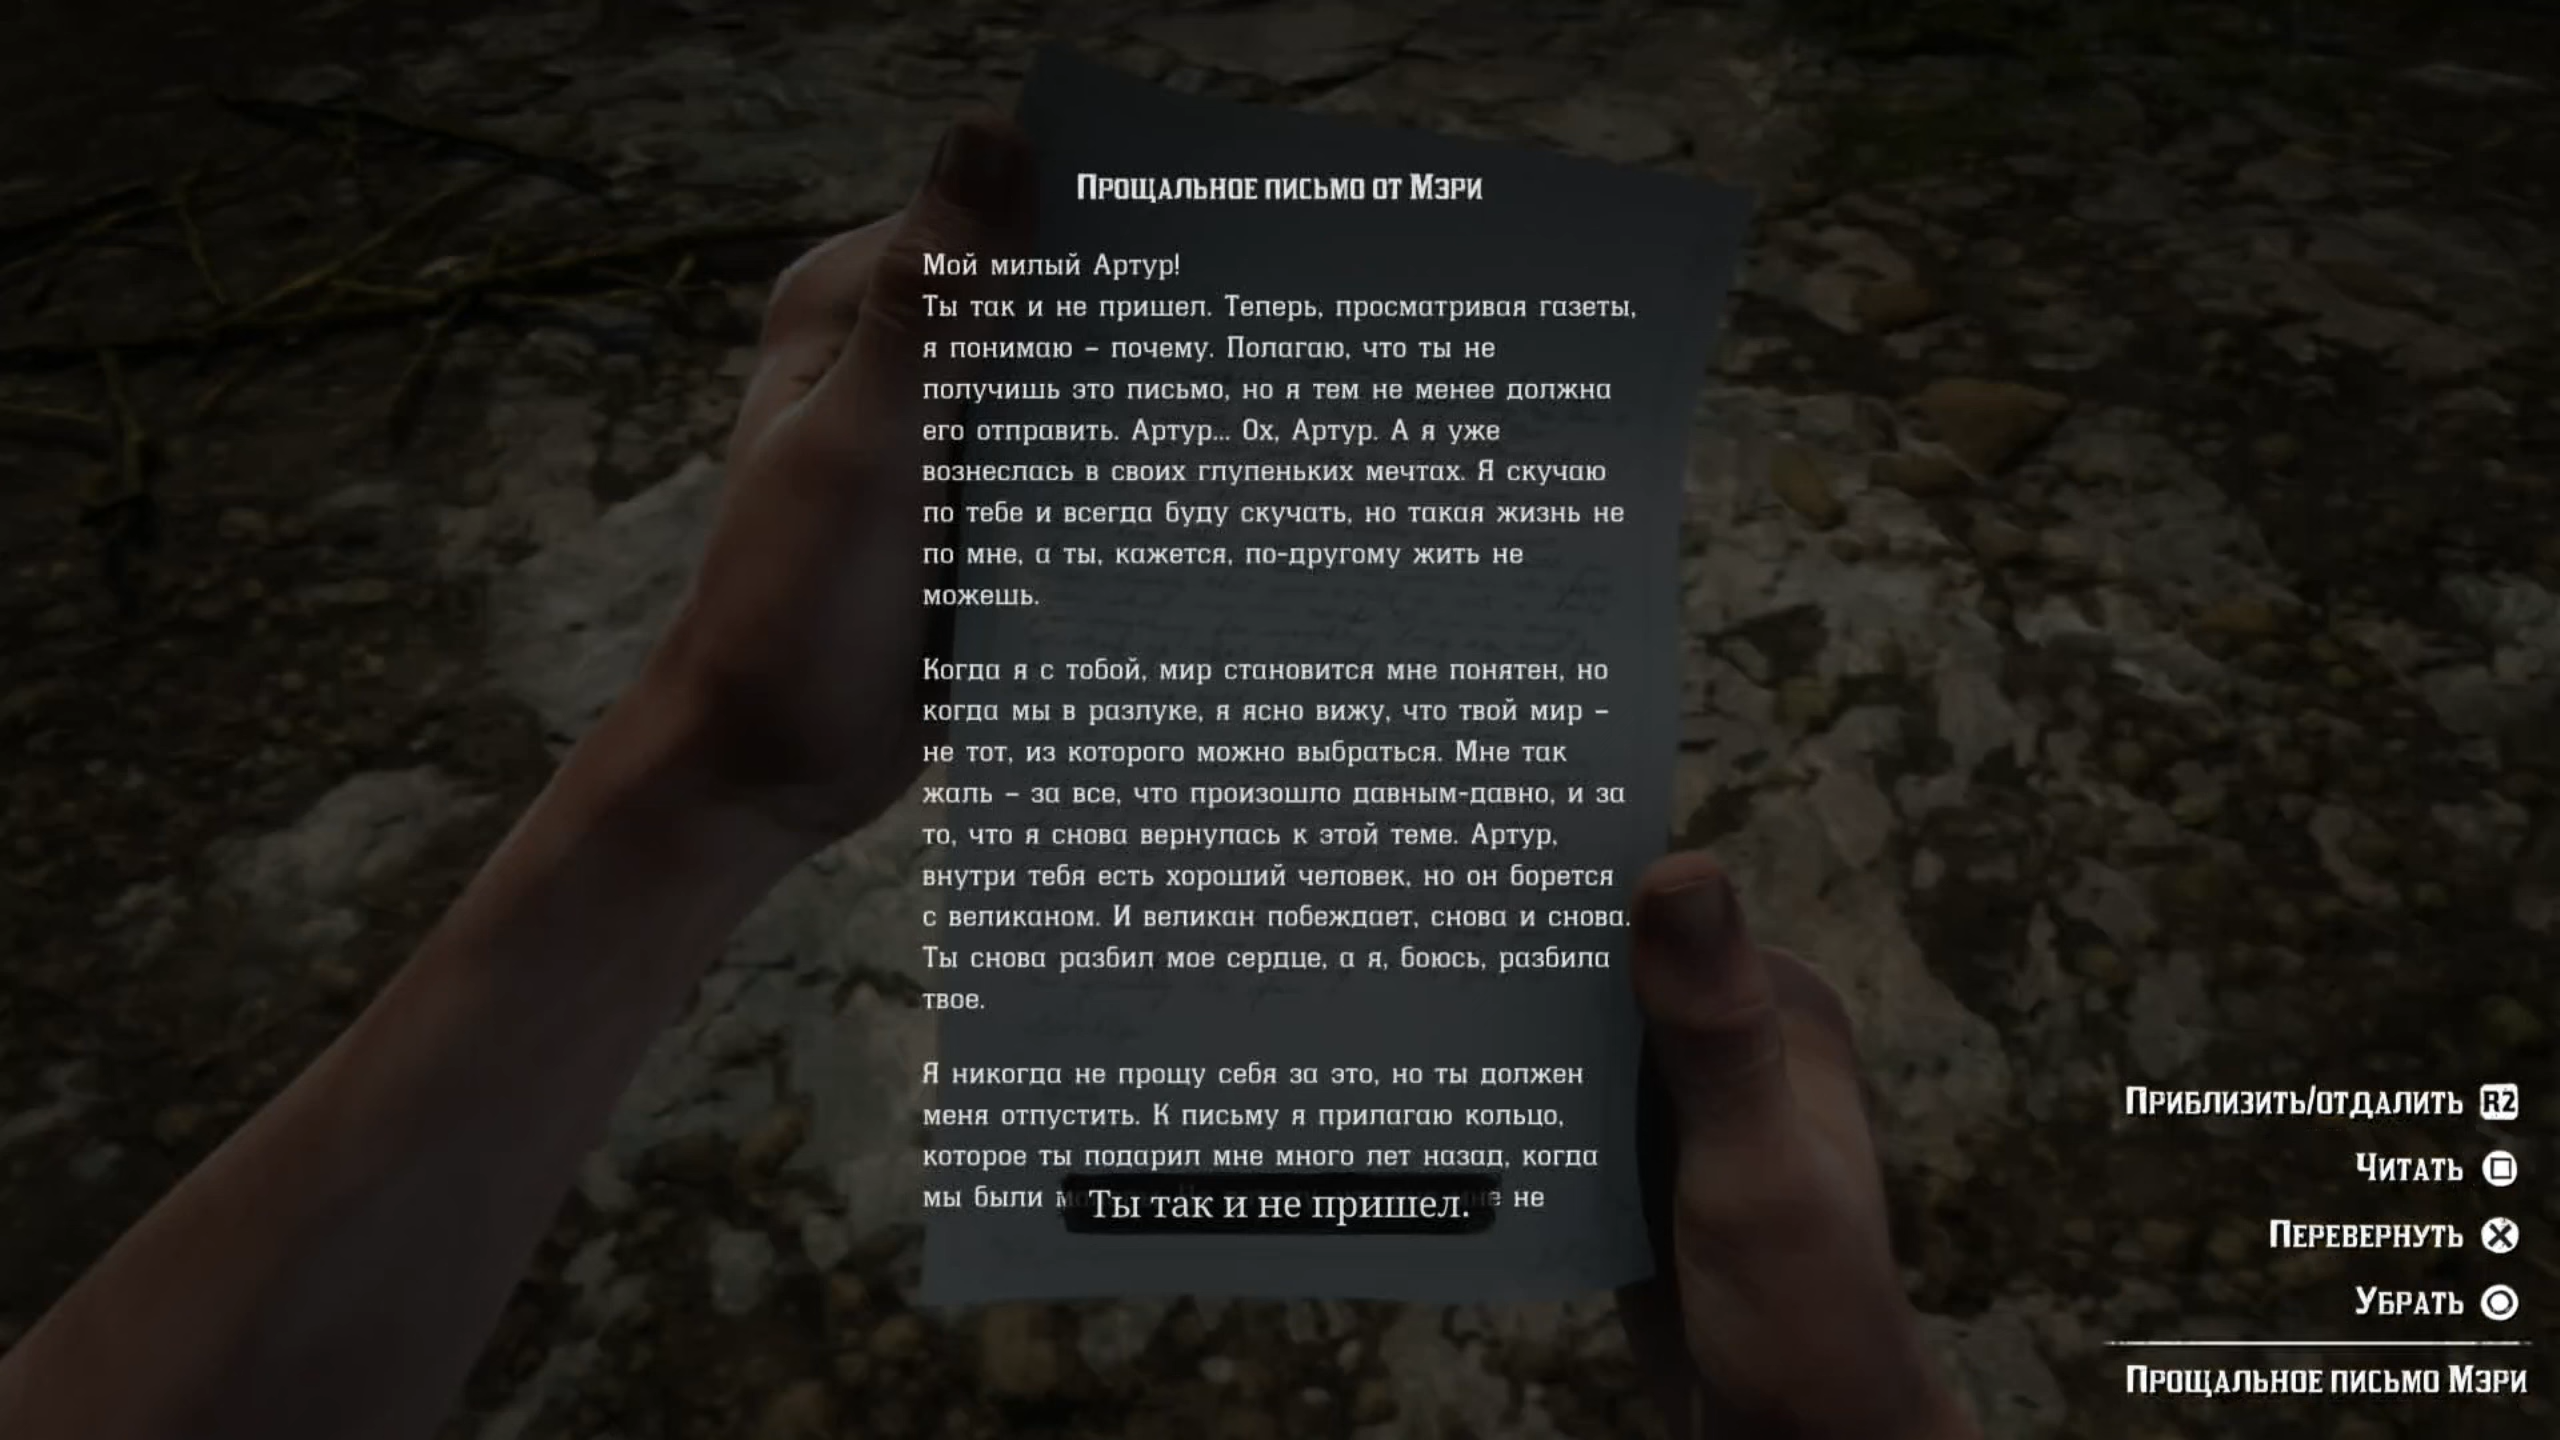 Прощальное письмо от Мэри
Мой милый Артур!
Ты так и не пришел. Теперь, просматривая газеты,
я понимаю – почему. Полагаю, что ты не
получишь это письмо, но я тем не менее должна
его отправить. Артур... Ох, Артур. А я уже
вознеслась в своих глупеньких мечтах. Я скучаю
по тебе и всегда буду скучать, но такая жизнь не
по мне, а ты, кажется, по-другому жить не
можешь.
Когда я с тобой, мир становится мне понятен, но
когда мы в разлуке, я ясно вижу, что твой мир –
не тот, из которого можно выбраться. Мне так
жаль – за все, что произошло давным-давно, и за
то, что я снова вернулась к этой теме. Артур,
внутри тебя есть хороший человек, но он борется
с великаном. И великан побеждает, снова и снова.
Ты снова разбил мое сердце, а я, боюсь, разбила
твое.
Я никогда не прощу себя за это, но ты должен
меня отпустить. К письму я прилагаю кольцо,
которое ты подарил мне много лет назад, когда
мы были не
Ты так и не пришел.
Приблизить/отдалить R2
Читать
Перевернуть
Убрать
Прощальное письмо Мэри